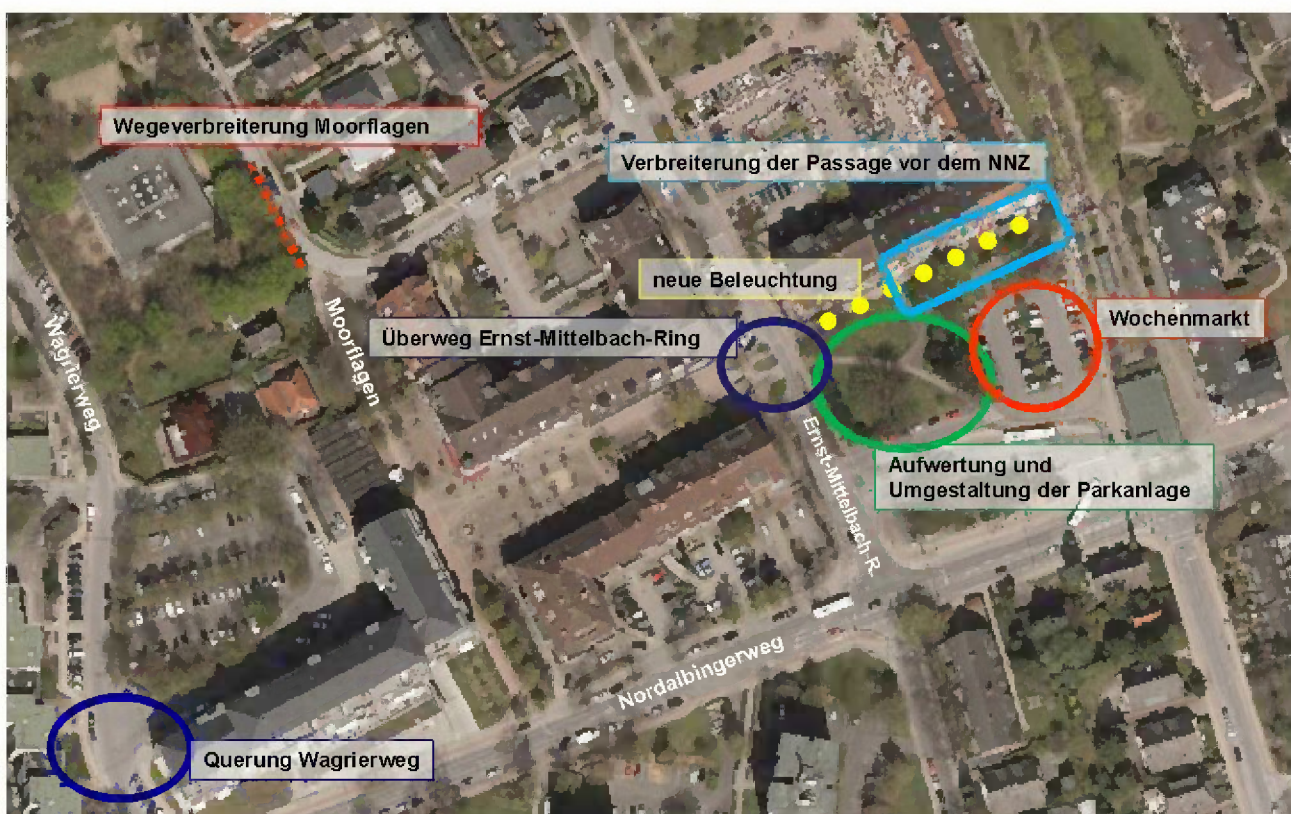 Wegeverbreiterung Moorflagen
Verbreiterung der Passage vor dem NNZ
neue Beleuchtung
Überweg Ernst-Mittelbach-Ring
Wochenmarkt
Wagrierweg
Moorflagen
Ernst-Mittelbach-R.
Aufwertung und
Umgestaltung der Parkanlage
Nordalbingerweg
Querung Wagrierweg